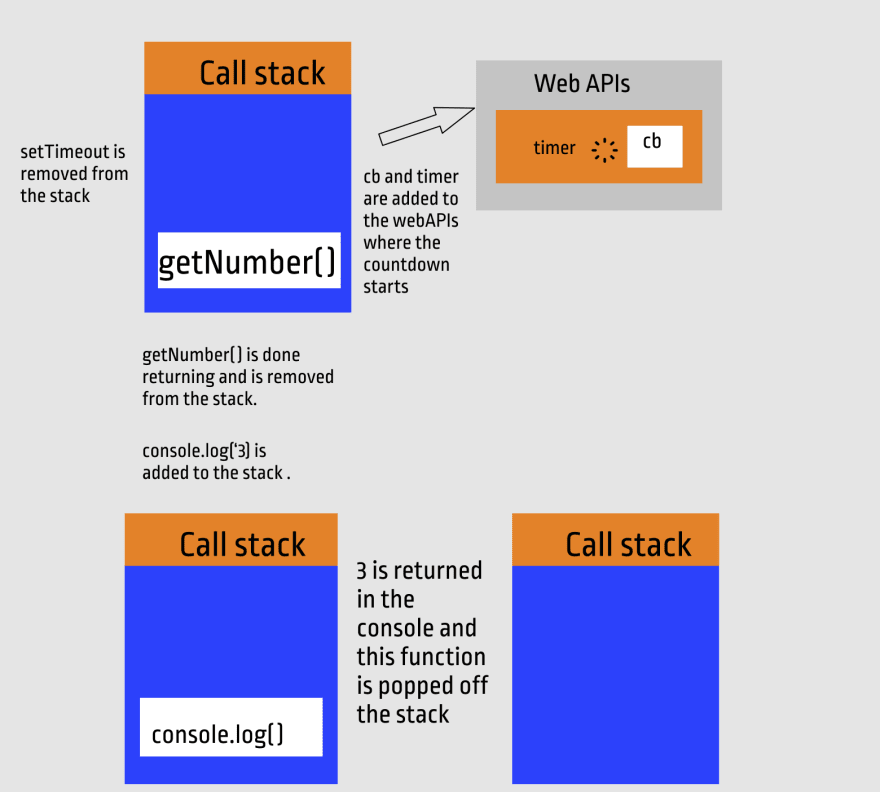 Call stack
Web APIs
timer
cb
setTimeout is
removed from
the stack
cb and timer
are added to
the webAPIs
where the
countdown
starts
getNumber()
getNumber() is done
returning and is removed
from the stack.
console.log('3) is
added to the stack .
Call stack
3 is returned
in the
console and
this function
is popped off
the stack
console.log()
Call stack